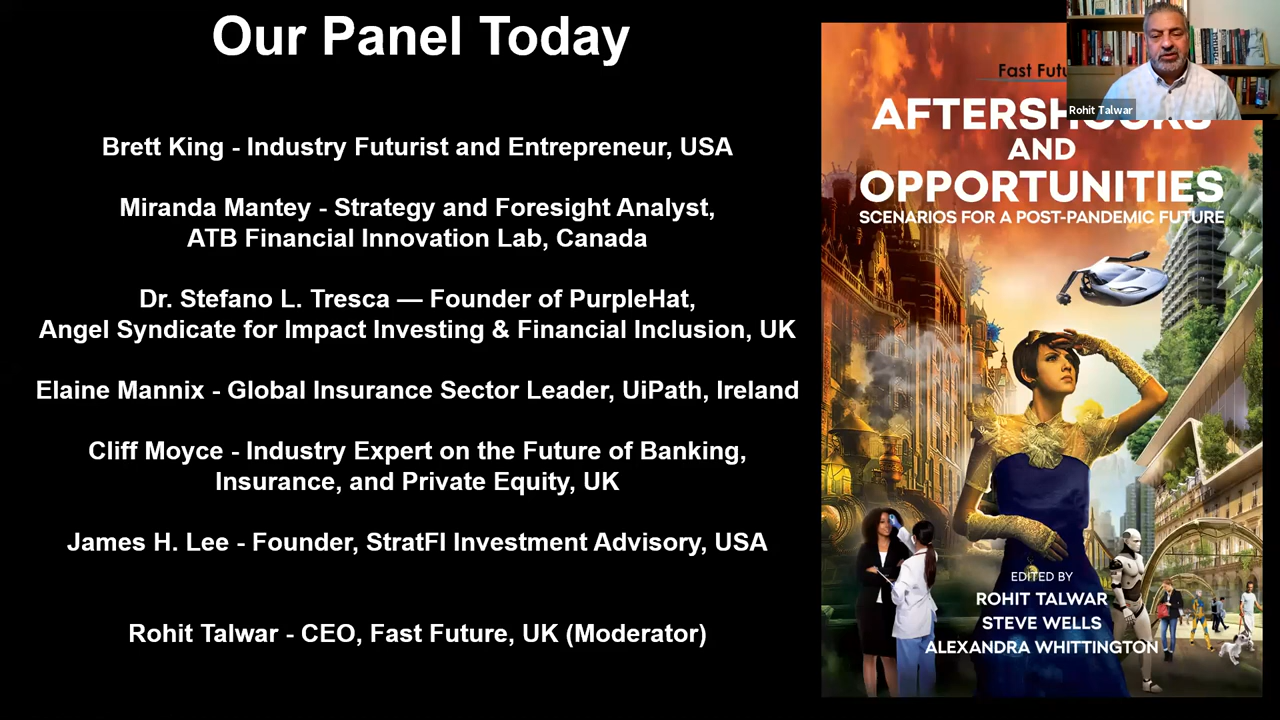 Our Panel Today
Brett King - Industry Futurist and Entrepreneur, USA
Miranda Mantey - Strategy and Foresight Analyst,
ATB Financial Innovation Lab, Canada
Dr. Stefano L. Tresca — Founder of PurpleHat,
Angel Syndicate for Impact Investing & Financial Inclusion, UK
Elaine Mannix - Global Insurance Sector Leader, UiPath, Ireland
Cliff Moyce - Industry Expert on the Future of Banking,
Insurance, and Private Equity, UK
James H. Lee - Founder, StratFI Investment Advisory, USA
Rohit Talwar - CEO, Fast Future, UK (Moderator)
Rohit Talwar
Fast
AND
OPPORTUNITIES
SCENARIOS FOR A POST-PANDEMIC FUTURE
EDITED BY
ROHIT TALWAR
STEVE WELLS
ALEXANDRA WHITTINGTON